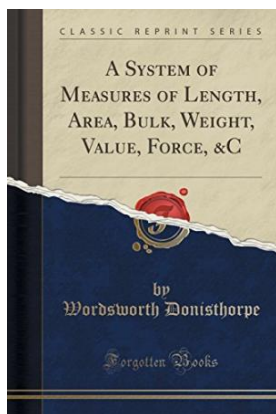 CLASSIC REPRINT SERIES
A SYSTEM OF
MEASURES OF LENGTH,
AREA, BULK, WEIGHT,
VALUE, FORCE, &C
by
Wordsworth Donisthorpe
Forgotten Books